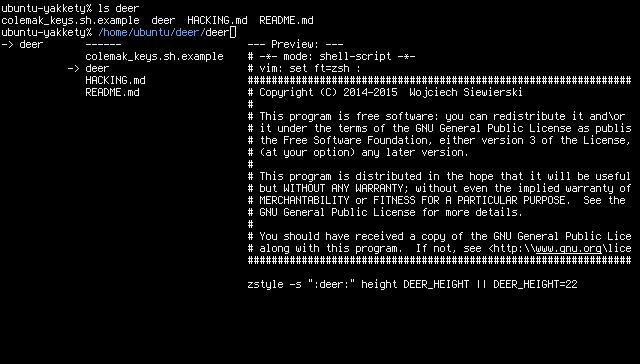 ubuntu-yakkety% ls deer
colemak_keys.sh.example  deer  HACKING.md  README.md
ubuntu-yakkety% /home/ubuntu/deer/deer
-> deer       ------                     --- Preview: ---
              colemak_keys.sh.example    # -*- mode: shell-script -*-
           -> deer                       # vim: set ft=zsh :
              HACKING.md                 ################################################################
              README.md                  # Copyright (C) 2014-2015  Wojciech Siewierski
                                         #
                                         # This program is free software: you can redistribute it and\or
                                         # it under the terms of the GNU General Public License as publis
                                         # the Free Software Foundation, either version 3 of the License,
                                         # (at your option) any later version.
                                         #
                                         # This program is distributed in the hope that it will be useful
                                         # but WITHOUT ANY WARRANTY; without even the implied warranty of
                                         # MERCHANTABILITY or FITNESS FOR A PARTICULAR PURPOSE.  See the
                                         # GNU General Public License for more details.
                                         #
                                         # You should have received a copy of the GNU General Public Lice
                                         # along with this program.  If not, see <http:\\www.gnu.org\lice
                                         ################################################################
                                         zstyle -s ":deer:" height DEER_HEIGHT || DEER_HEIGHT=22